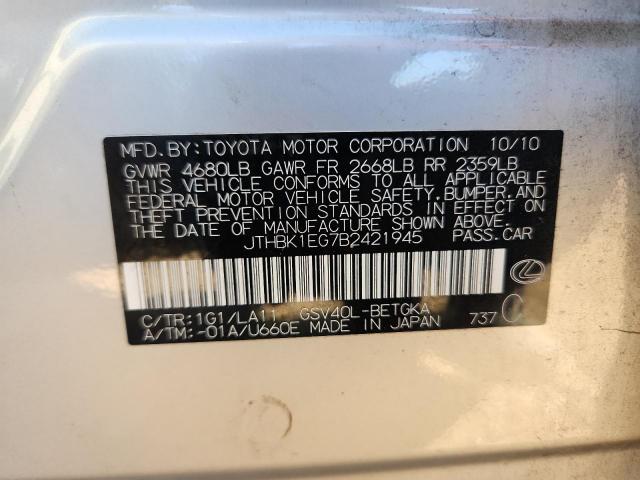 MFD.BY:TOYOTA MOTOR CORPORATION 10/10
GVWR 4680LB GAWR FR 2668LB RR 2359LB
THIS VEHICLE CONFORMS TO ALL APPLICABLE
FEDERAL MOTOR VEHICLE SAFETY,BUMPER,AND
THEFT PREVENTION STANDARDS IN EFFECT ON
THE DATE OF MANUFACTURE SHOWN ABOVE.
JTHBK1EG7B2421945 PASS.CAR
C/TR:1G1/LA11 GSV40L-BETGKA
A/TM:-01A/U660E MADE IN JAPAN 737